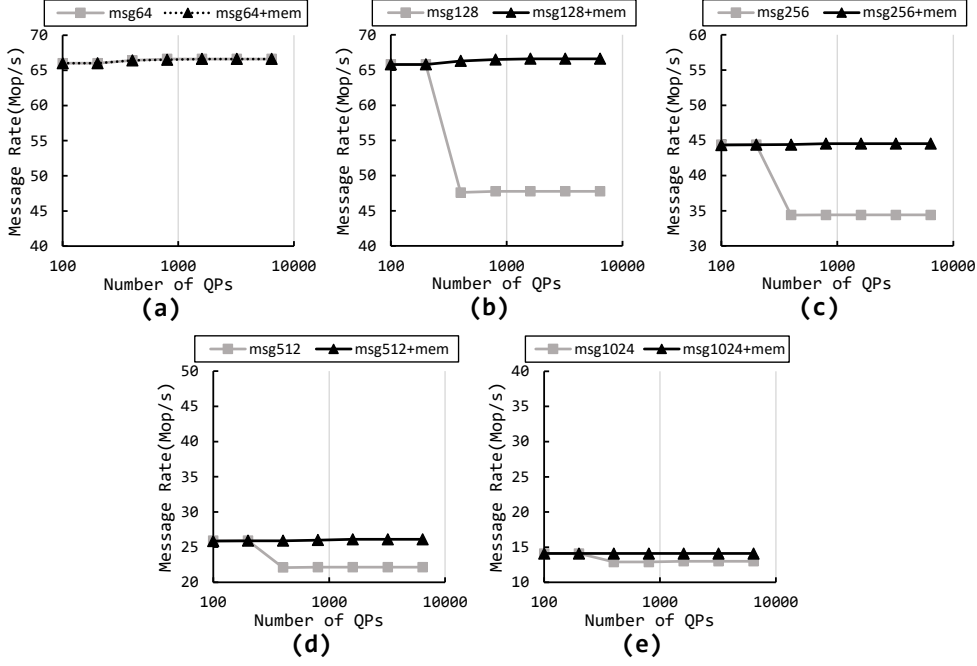 msg64 msg64+mem
Message Rate(Mop/s)
70
65
60
55
50
45
40
100 1000 10000
Number of QPs
(a)
msg128 msg128+mem
Message Rate(Mop/s)
70
65
60
55
50
45
40
100 1000 10000
Number of QPs
(b)
msg256 msg256+mem
Message Rate(Mop/s)
60
55
50
45
40
35
30
100 1000 10000
Number of QPs
(c)
msg512 msg512+mem
Message Rate(Mop/s)
50
45
40
35
30
25
20
100 1000 10000
Number of QPs
(d)
msg1024 msg1024+mem
Message Rate(Mop/s)
40
35
30
25
20
15
10
100 1000 10000
Number of QPs
(e)